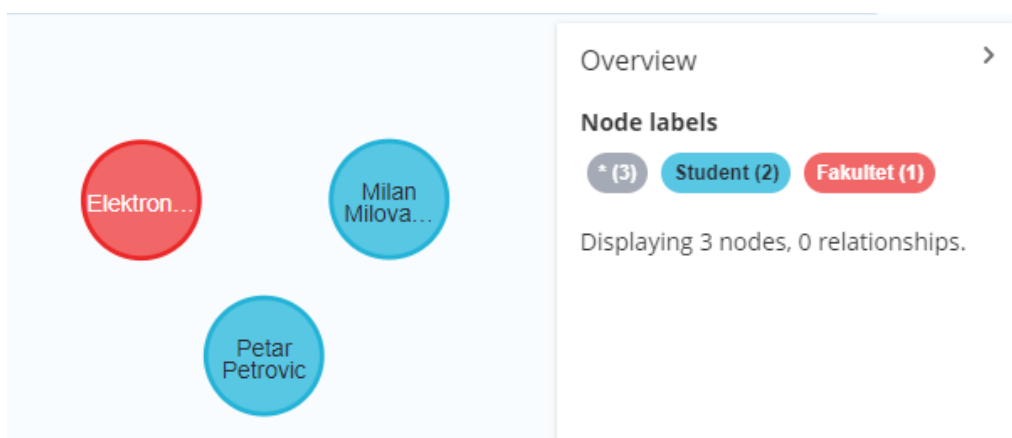 Overview
Node labels
* (3) Student (2) Fakultet (1)
Displaying 3 nodes, 0 relationships.
Elektron...
Milan
Milova...
Petar
Petrovic